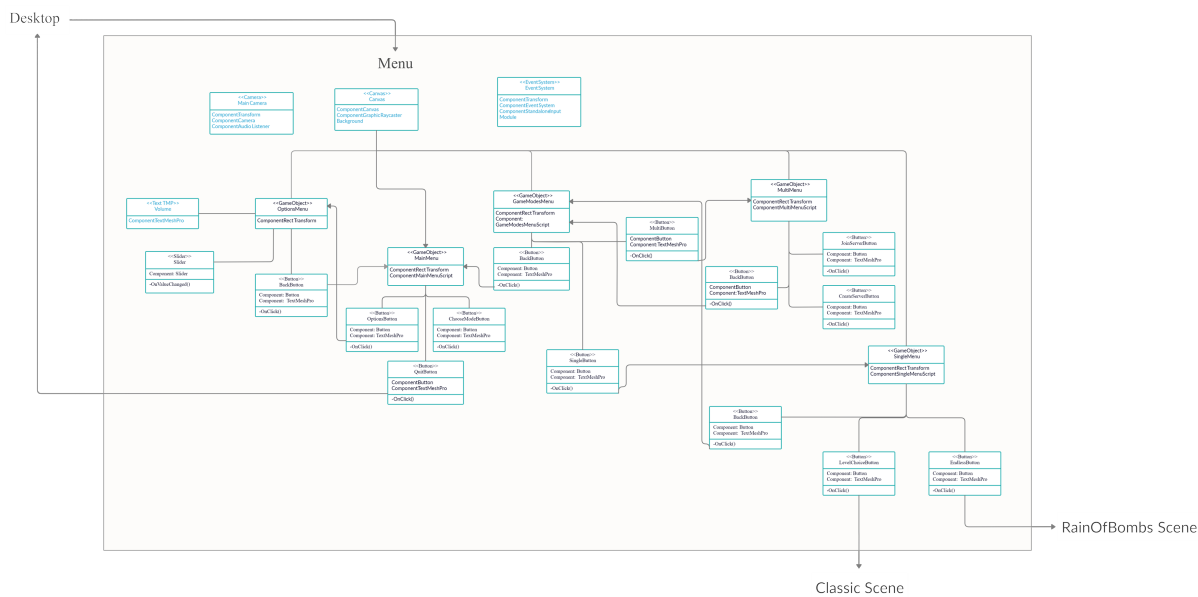 Desktop
Menu
<<Camera>>
Main Camera
ComponentTransform
ComponentCamera
ComponentAudio Listener
<<Canvas>>
Canvas
ComponentCanvas
ComponentGraphicRaycaster
Background
<<EventSystem>>
EventSystem
ComponentTransform
ComponentEventSystem
ComponentStandaloneInput
Module
<<Text TMP>>
Volume
ComponentTextMeshPro
<<GameObject>>
OptionsMenu
ComponentRectTransform
<<GameObject>>
GameModesMenu
ComponentRectTransform
Component:
GameModesMenuScript
<<GameObject>>
MultiMenu
ComponentRectTransform
ComponentMultiMenuScript
<<Button>>
MultiButton
ComponentButton
Component:TextMeshPro
-OnClick()
<<Slider>>
Slider
Component: Slider
-OnValueChanged()
<<Button>>
BackButton
Component: Button
Component: TextMeshPro
-OnClick()
<<GameObject>>
MainMenu
ComponentRectTransform
ComponentMainMenuScript
<<Button>>
BackButton
Component: Button
Component: TextMeshPro
-OnClick()
<<Button>>
BackButton
ComponentButton
Component:TextMeshPro
-OnClick()
<<Button>>
JoinServerButton
Component: Button
Component: TextMeshPro
-OnClick()
<<Button>>
CreateServerButton
Component: Button
Component: TextMeshPro
-OnClick()
<<Button>>
OptionsButton
Component: Button
Component: TextMeshPro
-OnClick()
<<Button>>
ChooseModeButton
Component: Button
Component: TextMeshPro
-OnClick()
<<Button>>
QuitButton
ComponentButton
ComponentTextMeshPro
-OnClick()
<<Button>>
SingleButton
Component: Button
Component: TextMeshPro
-OnClick()
<<GameObject>>
SingleMenu
ComponentRectTransform
ComponentSingleMenuScript
<<Button>>
BackButton
Component: Button
Component: TextMeshPro
-OnClick()
<<Button>>
LevelChoiceButton
Component: Button
Component: TextMeshPro
-OnClick()
<<Button>>
EndlessButton
Component: Button
Component: TextMeshPro
-OnClick()
RainOfBombs Scene
Classic Scene